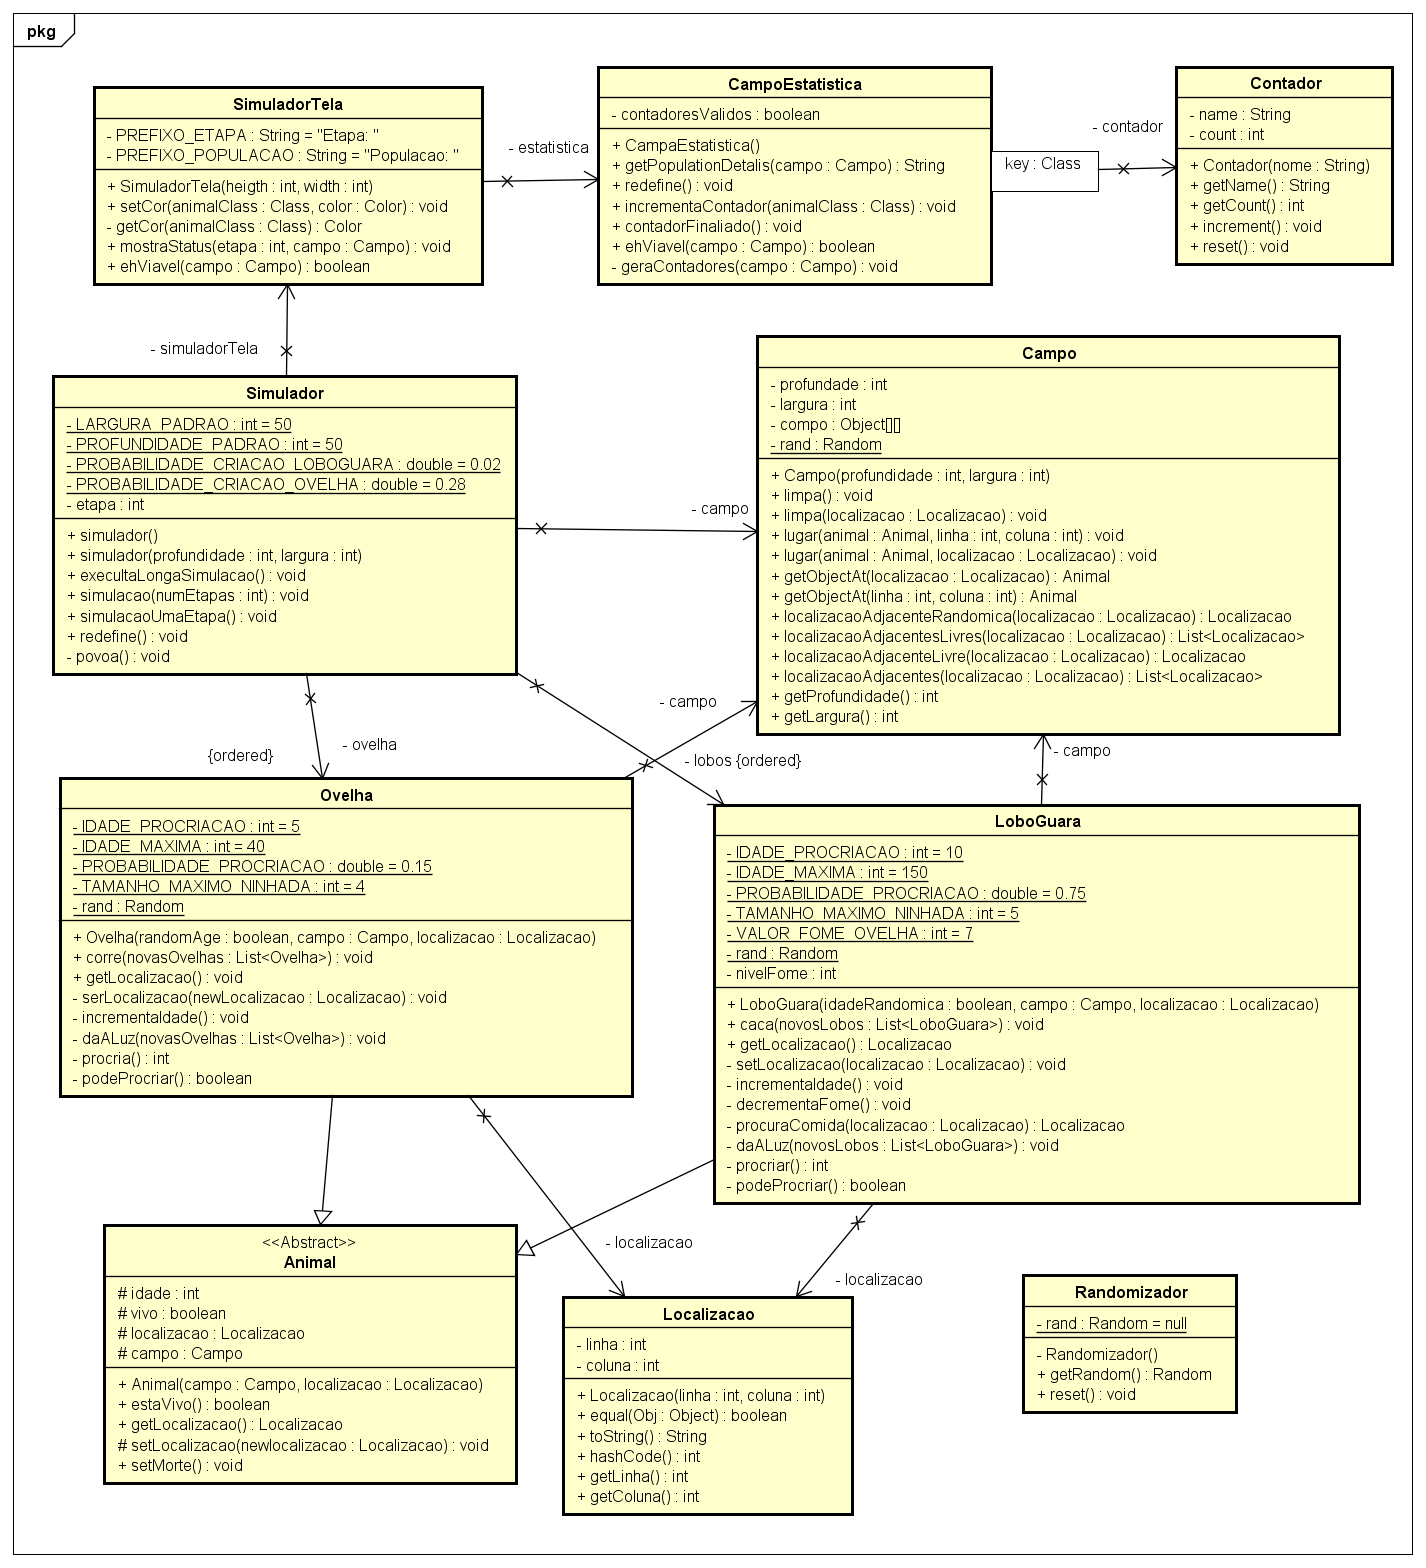 pkg
SimuladorTela
- PREFIXO_ETAPA : String = "Etapa: "
- PREFIXO_POPULACAO : String = "Populacao: "
+ SimuladorTela(heigth : int, width : int)
+ setCor(animalClass : Class, color : Color) : void
- getCor(animalClass : Class) : Color
+ mostraStatus(etapa : int, campo : Campo) : void
+ ehViavel(campo : Campo) : boolean
- estatistica
CampoEstatistica
- contadoresValidos : boolean
+ CampaEstatistica()
+ getPopulationDetalis(campo : Campo) : String
+ redefine() : void
+ incrementaContador(animalClass : Class) : void
+ contadorFinaliado() : void
+ ehViavel(campo : Campo) : boolean
- geraContadores(campo : Campo) : void
key : Class
- contador
Contador
- name : String
- count : int
+ Contador(nome : String)
+ getName() : String
+ getCount() : int
+ increment() : void
+ reset() : void
- simuladorTela
Simulador
- LARGURA_PADRAO : int = 50
- PROFUNDIDADE_PADRAO : int = 50
- PROBABILIDADE_CRIACAO_LOBOGUARA : double = 0.02
- PROBABILIDADE_CRIACAO_OVELHA : double = 0.28
- etapa : int
+ simulador()
+ simulador(profundidade : int, largura : int)
+ execultaLongaSimulacao() : void
+ simulacao(numEtapas : int) : void
+ simulacaoUmaEtapa() : void
+ redefine() : void
- povoa() : void
- campo
Campo
- profundade : int
- largura : int
- compo : Object[][]
- rand : Random
+ Campo(profundidade : int, largura : int)
+ limpa() : void
+ limpa(localizacao : Localizacao) : void
+ lugar(animal : Animal, linha : int, coluna : int) : void
+ lugar(animal : Animal, localizacao : Localizacao) : void
+ getObjectAt(localizacao : Localizacao) : Animal
+ getObjectAt(linha : int, coluna : int) : Animal
+ localizacaoAdjacenteRandomica(localizacao : Localizacao) : Localizacao
+ localizacaoAdjacentesLivres(localizacao : Localizacao) : List<Localizacao>
+ localizacaoAdjacenteLivre(localizacao : Localizacao) : Localizacao
+ localizacaoAdjacentes(localizacao : Localizacao) : List<Localizacao>
+ getProfundidade() : int
+ getLargura() : int
- campo
- ovelha
{ordered}
- lobos {ordered}
- campo
Ovelha
- IDADE_PROCRIACAO : int = 5
- IDADE_MAXIMA : int = 40
- PROBABILIDADE_PROCRIACAO : double = 0.15
- TAMANHO_MAXIMO_NINHADA : int = 4
- rand : Random
+ Ovelha(randomAge : boolean, campo : Campo, localizacao : Localizacao)
+ corre(novasOvelhas : List<Ovelha>) : void
+ getLocalizacao() : void
- serLocalizacao(newLocalizacao : Localizacao) : void
- incrementaIdade() : void
- daALuz(novasOvelhas : List<Ovelha>) : void
- procria() : int
- podeProcriar() : boolean
LoboGuara
- IDADE_PROCRIACAO : int = 10
- IDADE_MAXIMA : int = 150
- PROBABILIDADE_PROCRIACAO : double = 0.75
- TAMANHO_MAXIMO_NINHADA : int = 5
- VALOR_FOME_OVELHA : int = 7
- rand : Random
- nivelFome : int
+ LoboGuara(idadeRandomica : boolean, campo : Campo, localizacao : Localizacao)
+ caca(novosLobos : List<LoboGuara>) : void
+ getLocalizacao() : Localizacao
- setLocalizacao(localizacao : Localizacao) : void
- incrementaIdade() : void
- decrementaFome() : void
- procuraComida(localizacao : Localizacao) : Localizacao
- daALuz(novosLobos : List<LoboGuara>) : void
- procriar() : int
- podeProcriar() : boolean
<<Abstract>>
Animal
# idade : int
# vivo : boolean
# localizacao : Localizacao
# campo : Campo
+ Animal(campo : Campo, localizacao : Localizacao)
+ estaVivo() : boolean
+ getLocalizacao() : Localizacao
# setLocalizacao(newlocalizacao : Localizacao) : void
+ setMorte() : void
- localizacao
- localizacao
Localizacao
- linha : int
- coluna : int
+ Localizacao(linha : int, coluna : int)
+ equal(Obj : Object) : boolean
+ toString() : String
+ hashCode() : int
+ getLinha() : int
+ getColuna() : int
Randomizador
- rand : Random = null
- Randomizador()
+ getRandom() : Random
+ reset() : void